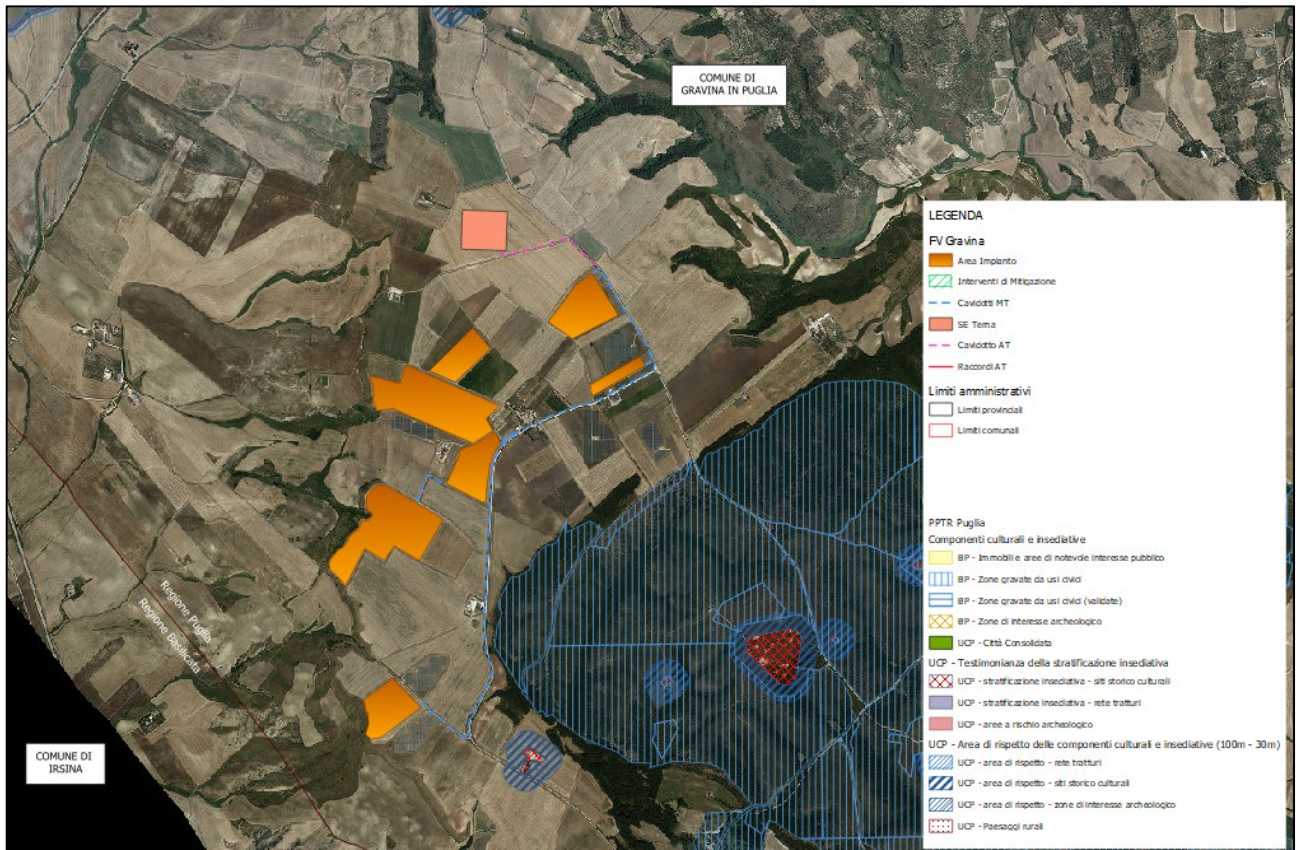 COMUNE DI
GRAVINA IN PUGLIA
LEGENDA
FV Gravina
Area Impianto
Interventi di Mitigazione
Cavidotti MT
SE Terna
Cavidotto AT
Raccordi AT
Limiti amministrativi
Limiti provinciali
Limiti comunali
PPTR Puglia
Componenti culturali e insediative
BP - Immobili e aree di notevole interesse pubblico
BP - Zone gravate da usi civici
BP - Zone gravate da usi civici (validate)
BP - Zone di interesse archeologico
UCP - Città Consolidata
UCP - Testimonianza della stratificazione insediativa
UCP - stratificazione insediativa - siti storico culturali
UCP - stratificazione insediativa - rete tratturi
UCP - aree a rischio archeologico
UCP - Area di rispetto delle componenti culturali e insediative (100m - 30m)
UCP - area di rispetto - rete tratturi
UCP - area di rispetto - siti storico culturali
UCP - area di rispetto - zone di interesse archeologico
UCP - Paesaggi rurali
Regione Puglia
Regione Basilicata
COMUNE DI
IRSINA